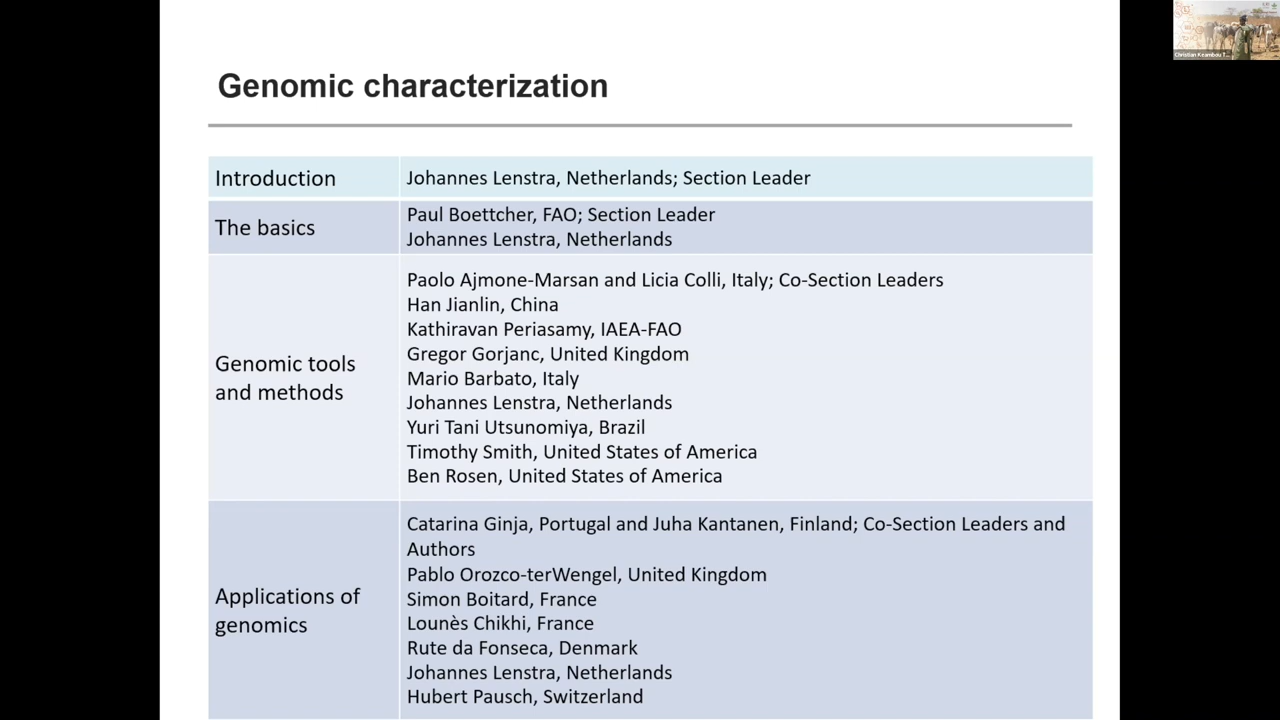 Genomic characterization
Introduction
Johannes Lenstra, Netherlands; Section Leader
The basics
Paul Boettcher, FAO; Section Leader
Johannes Lenstra, Netherlands
Genomic tools
and methods
Paolo Ajmone-Marsan and Licia Colli, Italy; Co-Section Leaders
Han Jianlin, China
Kathiravan Periasamy, IAEA-FAO
Gregor Gorjanc, United Kingdom
Mario Barbato, Italy
Johannes Lenstra, Netherlands
Yuri Tani Utsunomiya, Brazil
Timothy Smith, United States of America
Ben Rosen, United States of America
Applications of
genomics
Catarina Ginja, Portugal and Juha Kantanen, Finland; Co-Section Leaders and
Authors
Pablo Orozco-terWengel, United Kingdom
Simon Boitard, France
Lounès Chikhi, France
Rute da Fonseca, Denmark
Johannes Lenstra, Netherlands
Hubert Pausch, Switzerland
Christian Keambou T...